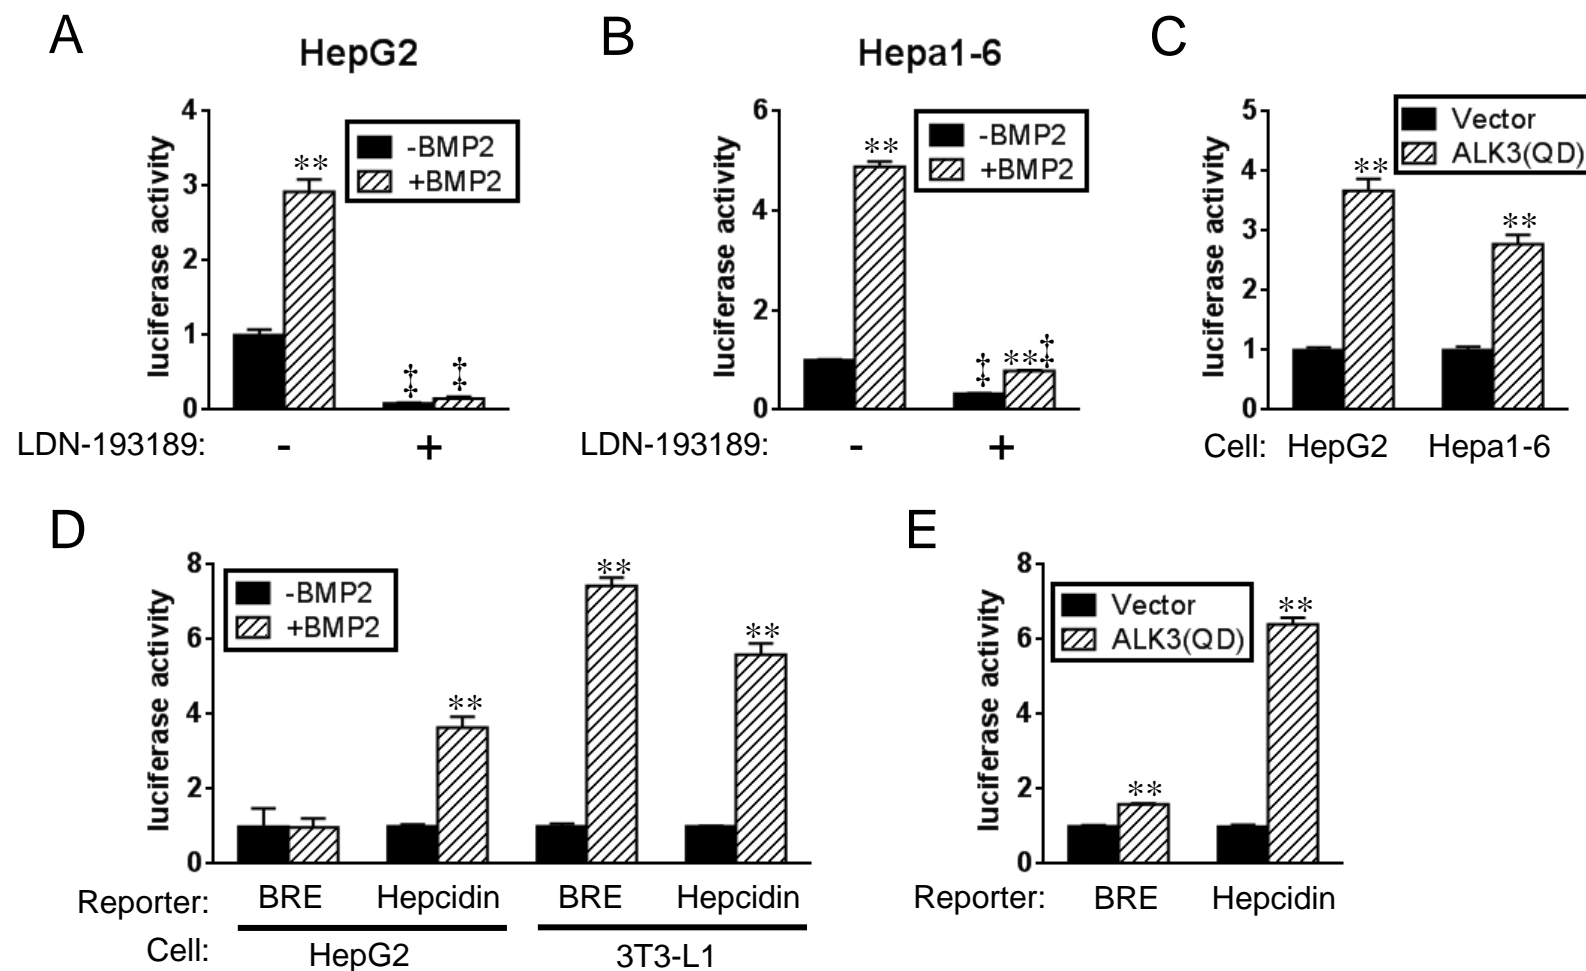 A
HepG2
luciferase activity
4
3
2
1
0
-BMP2
+BMP2
**
‡
‡
LDN-193189: - +
B
Hepa1-6
luciferase activity
6
4
2
0
-BMP2
+BMP2
**
‡
**‡
LDN-193189: - +
C
luciferase activity
5
4
3
2
1
0
Vector
ALK3(QD)
**
**
Cell: HepG2 Hepa1-6
D
luciferase activity
8
6
4
2
0
-BMP2
+BMP2
**
**
**
Reporter: BRE Hepcidin BRE Hepcidin
Cell: HepG2 3T3-L1
E
luciferase activity
8
6
4
2
0
Vector
ALK3(QD)
**
**
Reporter: BRE Hepcidin